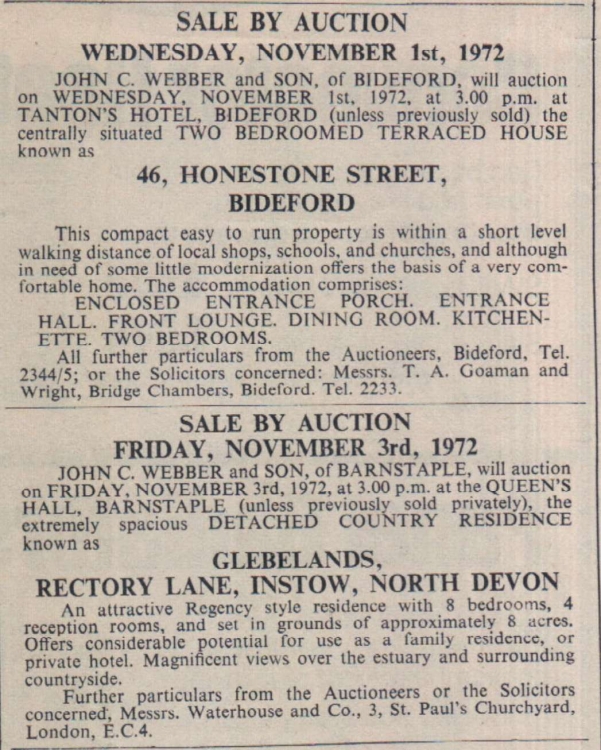 SALE BY AUCTION
WEDNESDAY, NOVEMBER 1st, 1972
JOHN C. WEBBER and SON, of BIDEFORD, will auction
on WEDNESDAY, NOVEMBER 1st, 1972, at 3.00 p.m. at
TANTON'S HOTEL, BIDEFORD (unless previously sold) the
centrally situated TWO BEDROOMED TERRACED HOUSE
known as
46, HONESTONE STREET,
BIDEFORD
This compact easy to run property is within a short level
walking distance of local shops, schools, and churches, and although
in need of some little modernization offers the basis of a very com-
fortable home. The accommodation comprises:
ENCLOSED ENTRANCE PORCH. ENTRANCE
HALL. FRONT LOUNGE. DINING ROOM. KITCHEN-
ETTE. TWO BEDROOMS.
All further particulars from the Auctioneers, Bideford, Tel.
2344/5; or the Solicitors concerned: Messrs. T. A. Goaman and
Wright, Bridge Chambers, Bideford. Tel. 2233.
SALE BY AUCTION
FRIDAY, NOVEMBER 3rd, 1972
JOHN C. WEBBER and SON, of BARNSTAPLE, will auction
on FRIDAY, NOVEMBER 3rd, 1972, at 3.00 p.m. at the QUEEN'S
HALL, BARNSTAPLE (unless previously sold privately), the
extremely spacious DETACHED COUNTRY RESIDENCE
known as
GLEBELANDS,
RECTORY LANE, INSTOW, NORTH DEVON
An attractive Regency style residence with 8 bedrooms, 4
reception rooms, and set in grounds of approximately 8 acres.
Offers considerable potential for use as a family residence, or
private hotel. Magnificent views over the estuary and surrounding
countryside.
Further particulars from the Auctioneers or the Solicitors
concerned, Messrs. Waterhouse and Co., 3, St. Paul's Churchyard,
London, E.C.4.